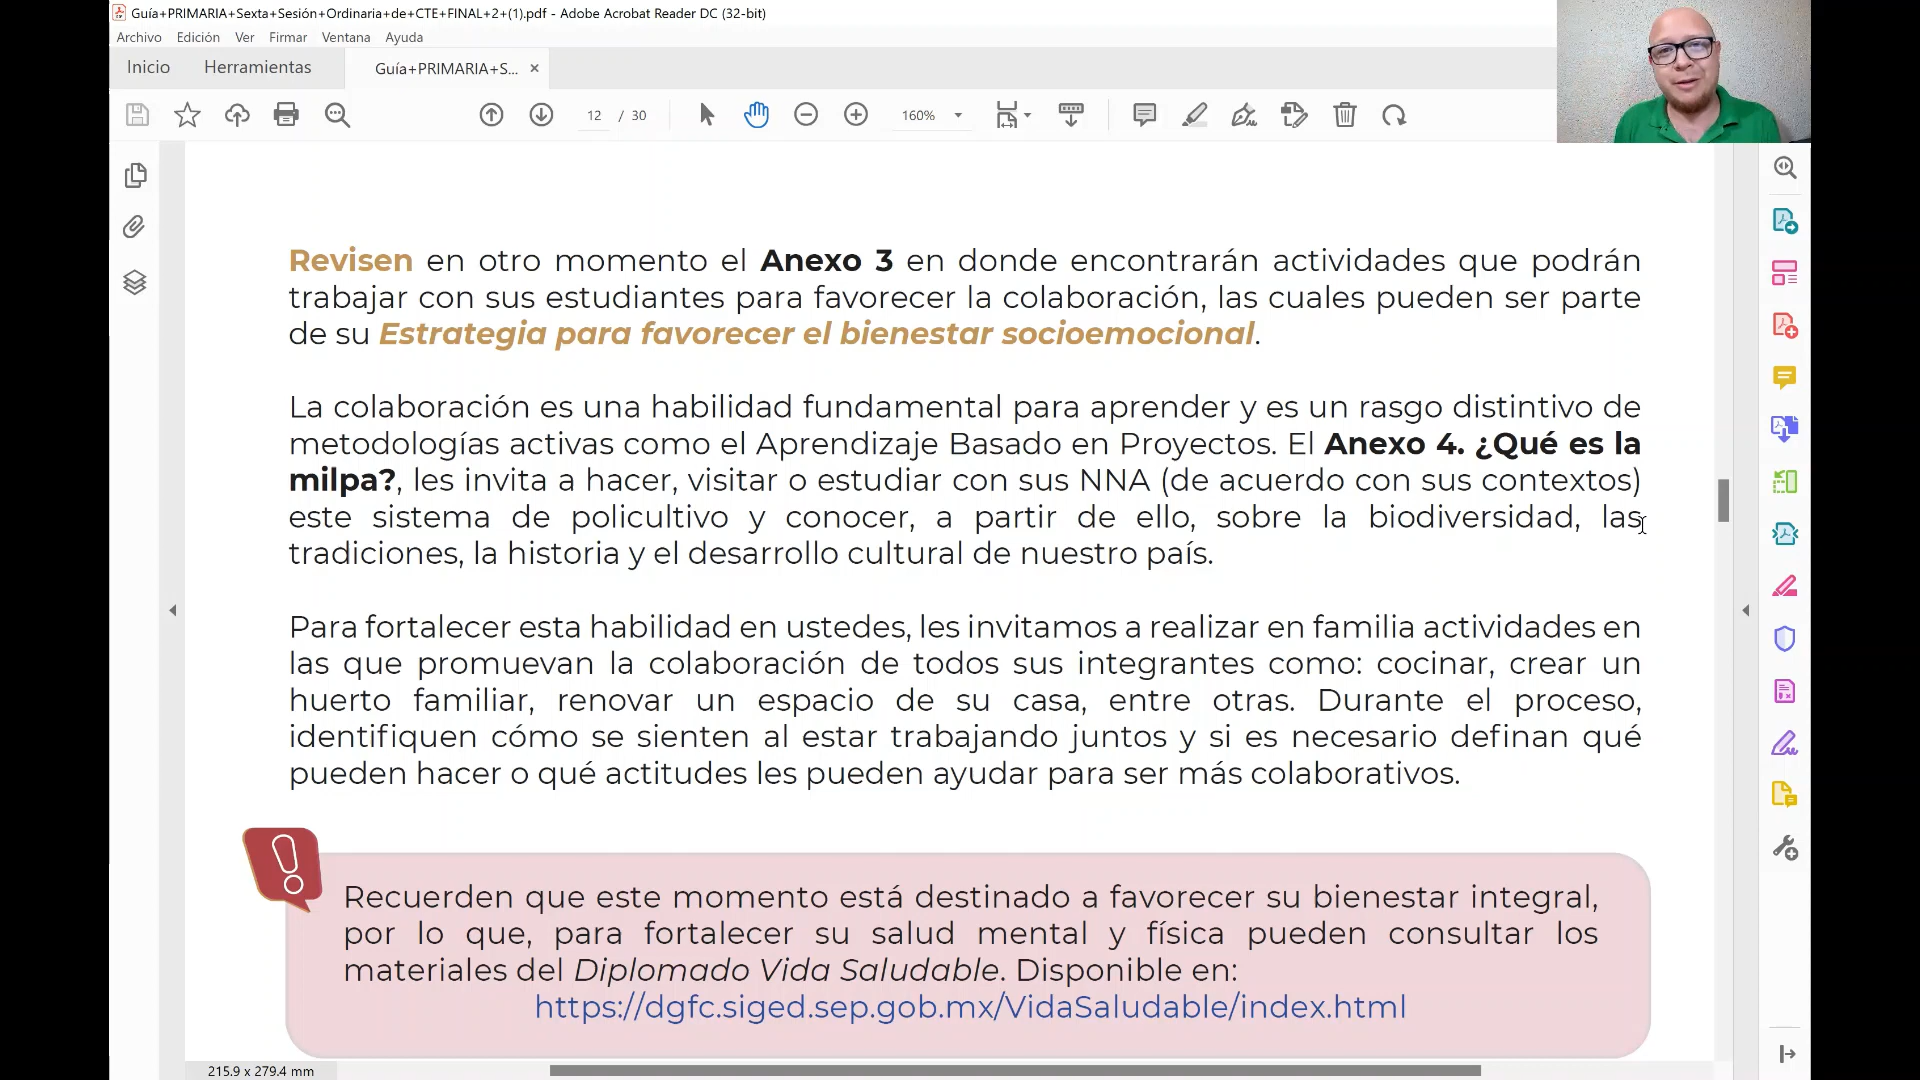 Guía+PRIMARIA+Sexta+Sesión+Ordinaria+de+CTE+FINAL+2+(1).pdf - Adobe Acrobat Reader DC (32-bit)
Archivo Edición Ver Firmar Ventana Ayuda
Inicio Herramientas Guía+PRIMARIA+S... ×
12 / 30 160%
Revisen en otro momento el Anexo 3 en donde encontrarán actividades que podrán
trabajar con sus estudiantes para favorecer la colaboración, las cuales pueden ser parte
de su Estrategia para favorecer el bienestar socioemocional.
La colaboración es una habilidad fundamental para aprender y es un rasgo distintivo de
metodologías activas como el Aprendizaje Basado en Proyectos. El Anexo 4. ¿Qué es la
milpa?, les invita a hacer, visitar o estudiar con sus NNA (de acuerdo con sus contextos)
este sistema de policultivo y conocer, a partir de ello, sobre la biodiversidad, las
tradiciones, la historia y el desarrollo cultural de nuestro país.
Para fortalecer esta habilidad en ustedes, les invitamos a realizar en familia actividades en
las que promuevan la colaboración de todos sus integrantes como: cocinar, crear un
huerto familiar, renovar un espacio de su casa, entre otras. Durante el proceso,
identifiquen cómo se sienten al estar trabajando juntos y si es necesario definan qué
pueden hacer o qué actitudes les pueden ayudar para ser más colaborativos.
Recuerden que este momento está destinado a favorecer su bienestar integral,
por lo que, para fortalecer su salud mental y física pueden consultar los
materiales del Diplomado Vida Saludable. Disponible en:
https://dgfc.siged.sep.gob.mx/VidaSaludable/index.html
215.9 x 279.4 mm